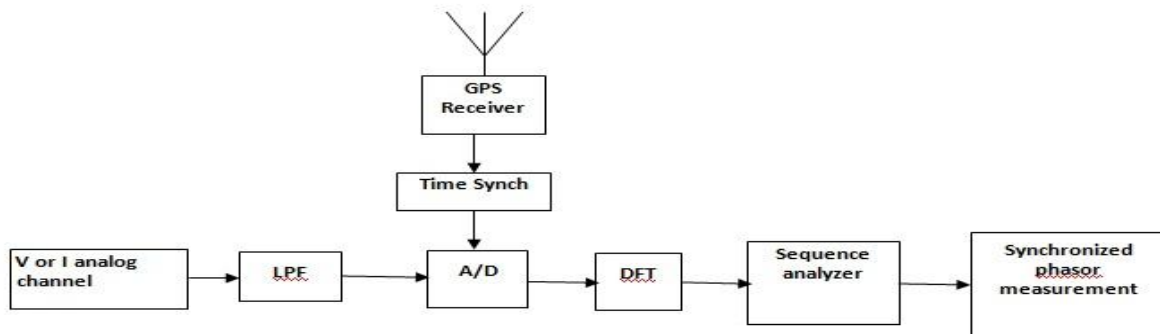 GPS
Receiver
Time Synch
V or I analog
channel
LPF
A/D
DFT
Sequence
analyzer
Synchronized
phasor
measurement